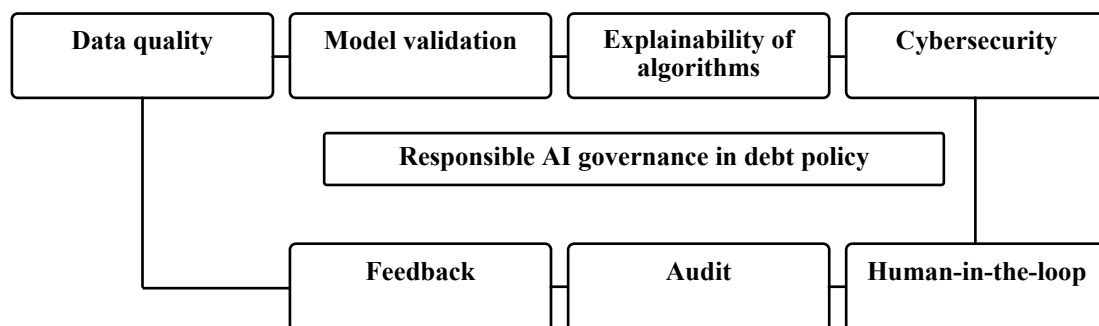 Data quality
Model validation
Explainability of
algorithms
Cybersecurity
Responsible AI governance in debt policy
Feedback
Audit
Human-in-the-loop